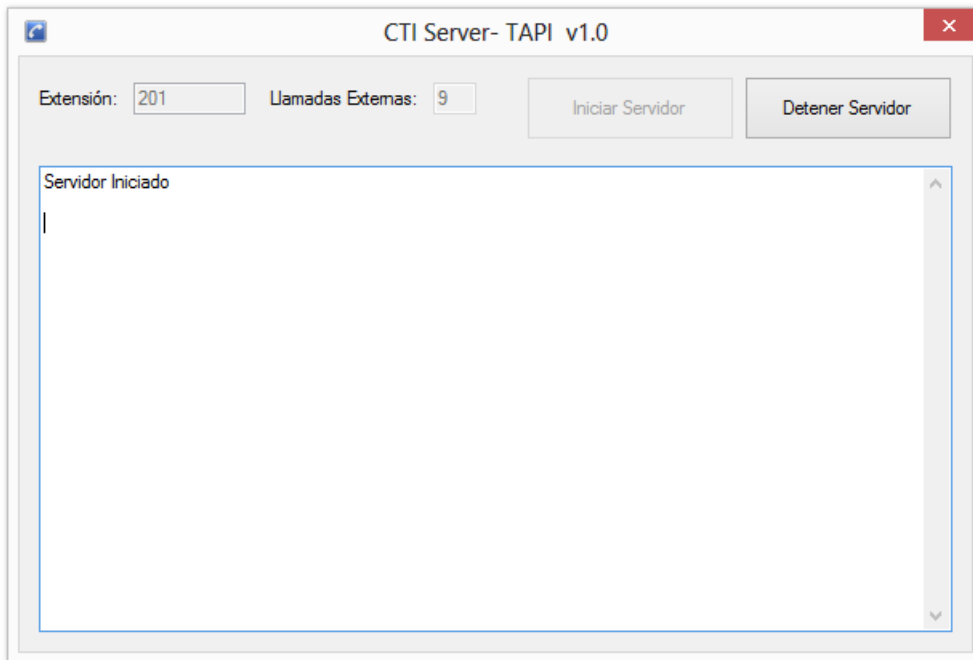 CTI Server- TAPI v1.0
Extensión: 201 Llamadas Externas: 9 Iniciar Servidor Detener Servidor
Servidor Iniciado